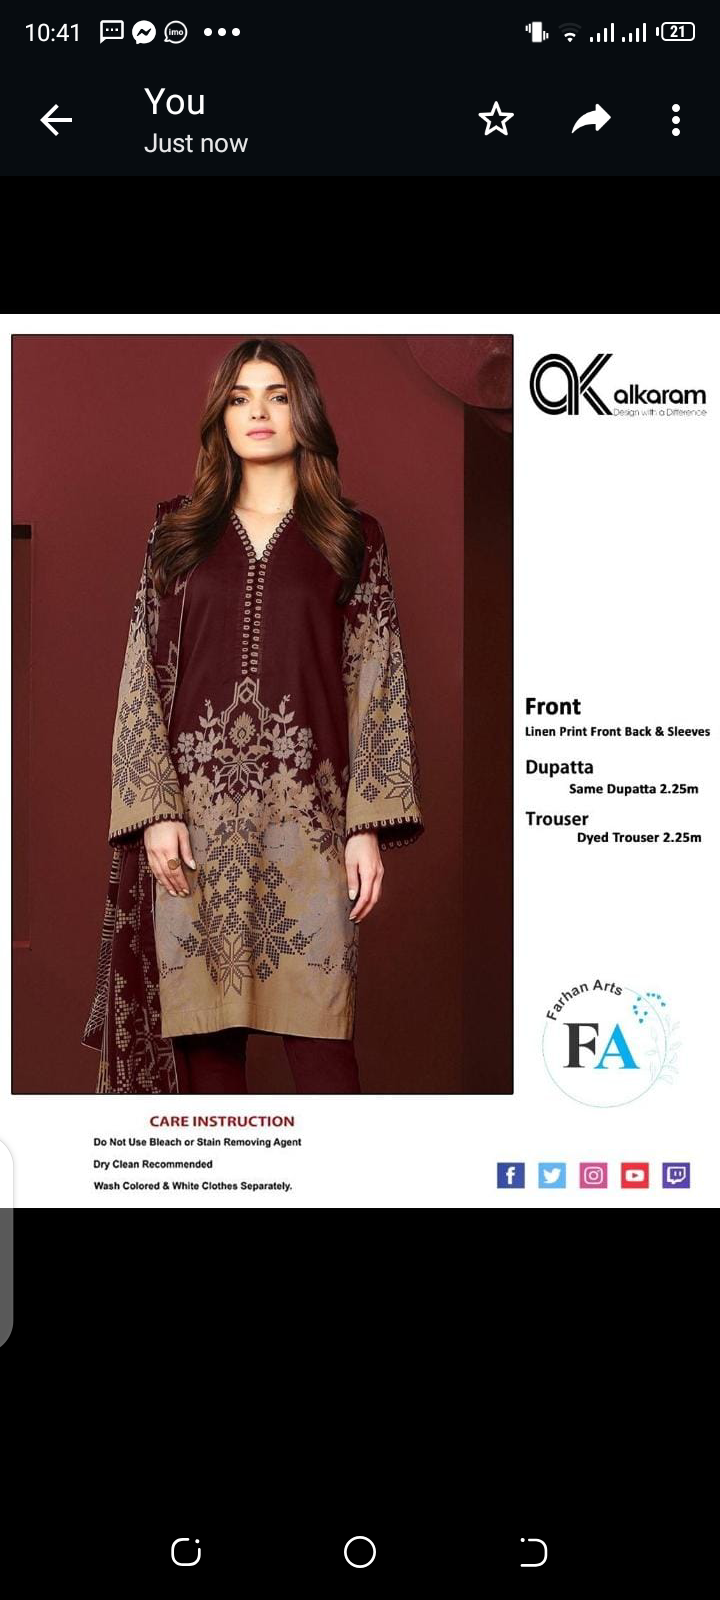 10:41
imo
21
You
Just now
alkaram
Design with a Difference
Front
Linen Print Front Back & Sleeves
Dupatta
Same Dupatta 2.25m
Trouser
Dyed Trouser 2.25m
Farhan Arts
FA
CARE INSTRUCTION
Do Not Use Bleach or Stain Removing Agent
Dry Clean Recommended
Wash Colored & White Clothes Separately.